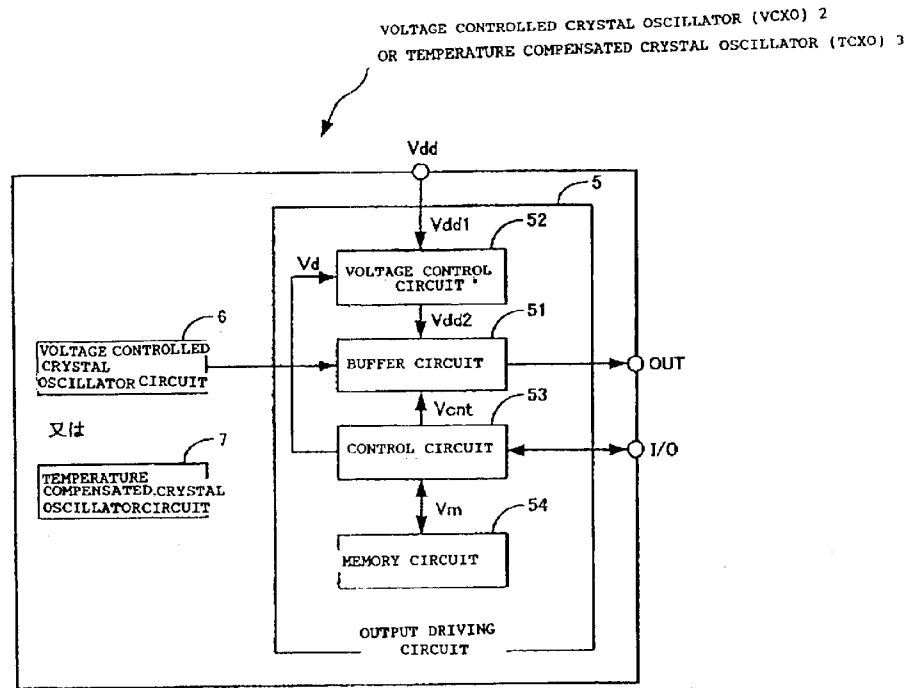 VOLTAGE CONTROLLED CRYSTAL OSCILLATOR (VCXO) 2
OR TEMPERATURE COMPENSATED CRYSTAL OSCILLATOR (TCXO) 3
Vdd
5
Vdd1
52
Vd
VOLTAGE CONTROL
CIRCUIT
Vdd2
51
6
VOLTAGE CONTROLLED
CRYSTAL
OSCILLATOR CIRCUIT
BUFFER CIRCUIT
OUT
Vcnt
53
又は
CONTROL CIRCUIT
I/O
7
TEMPERATURE
COMPENSATED CRYSTAL
OSCILLATOR CIRCUIT
Vm
54
MEMORY CIRCUIT
OUTPUT DRIVING
CIRCUIT